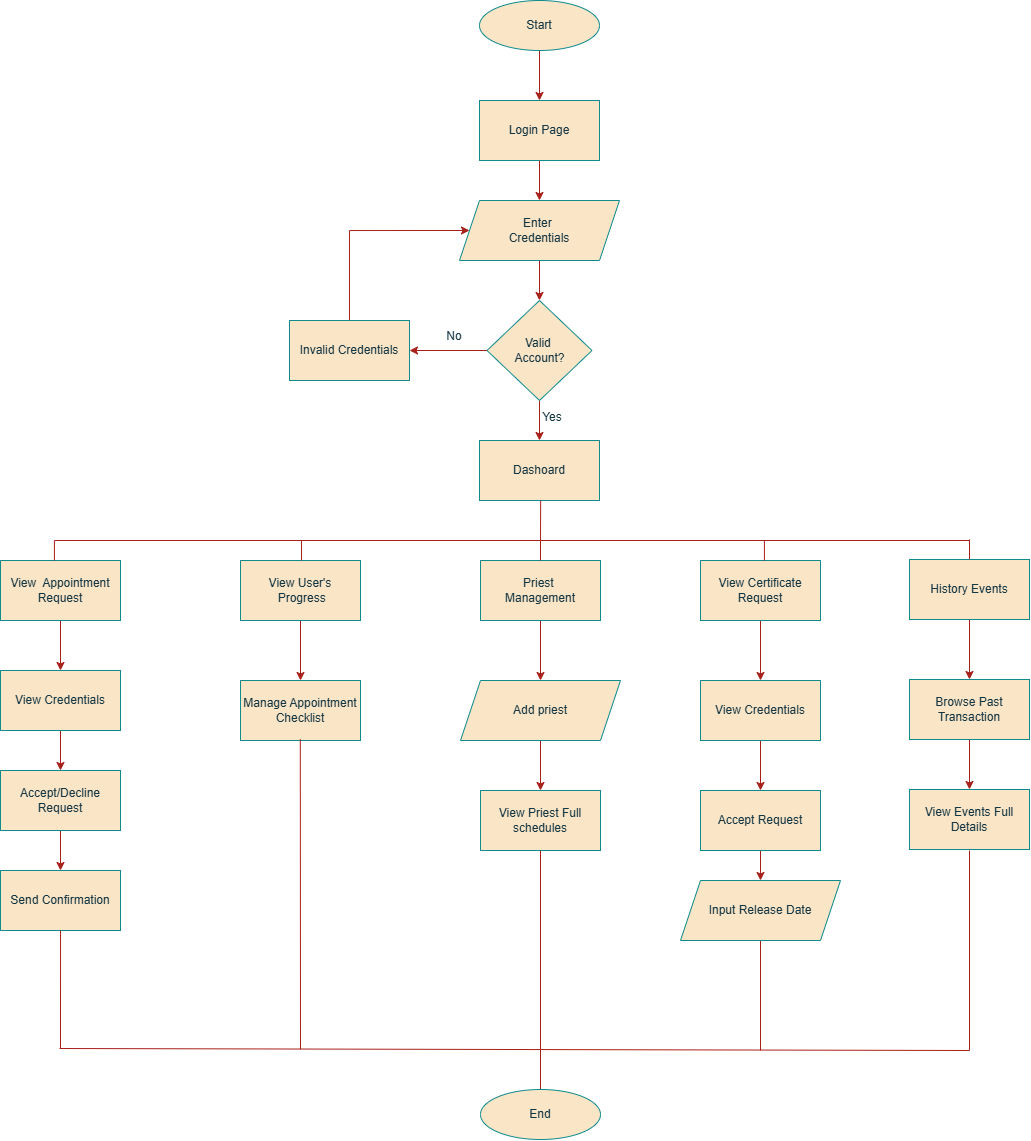 Start
Login Page
Enter
Credentials
Valid
Account?
No
Invalid Credentials
Yes
Dashoard
View Appointment
Request
View User's
Progress
Priest
Management
View Certificate
Request
History Events
View Credentials
Manage Appointment
Checklist
Add priest
View Credentials
Browse Past
Transaction
Accept/Decline
Request
View Priest Full
schedules
Accept Request
View Events Full
Details
Send Confirmation
Input Release Date
End